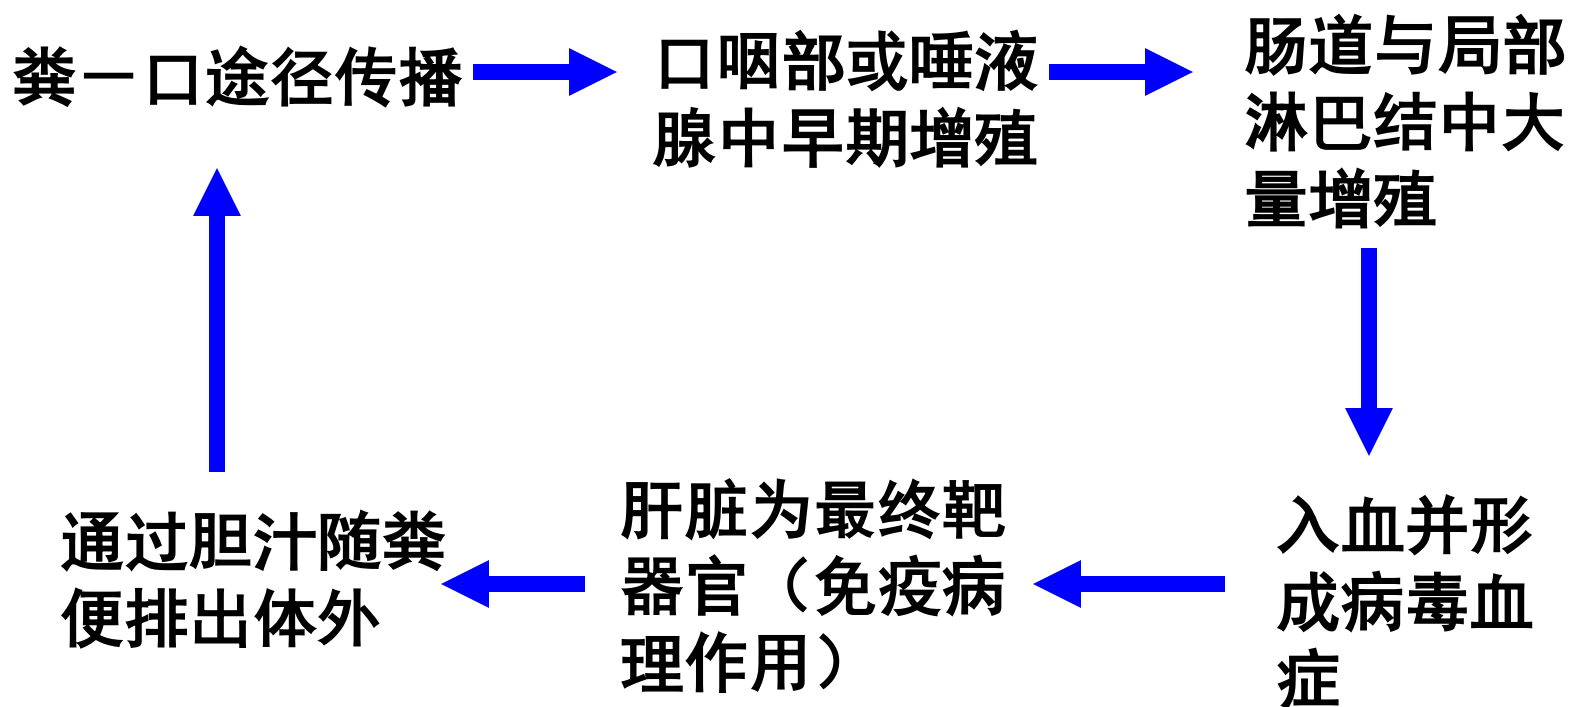 粪－口途径传播
口咽部或唾液
腺中早期增殖
肠道与局部
淋巴结中大
量增殖
入血并形
成病毒血
症
肝脏为最终靶
器官（免疫病
理作用）
通过胆汁随粪
便排出体外